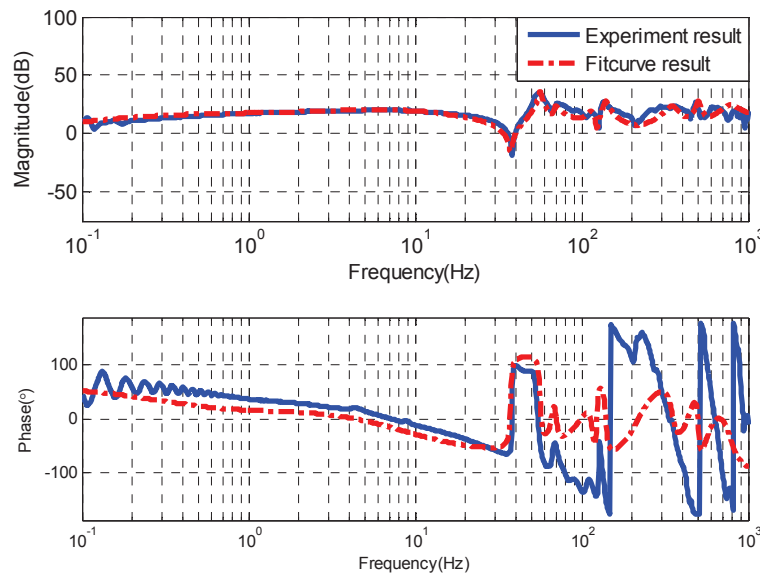 100
50
0
-50
Magnitude(dB)
Experiment result
Fitcurve result
10^-1 10^0 10^1 10^2 10^3
Frequency(Hz)
100
0
-100
Phase(°)
10^-1 10^0 10^1 10^2 10^3
Frequency(Hz)